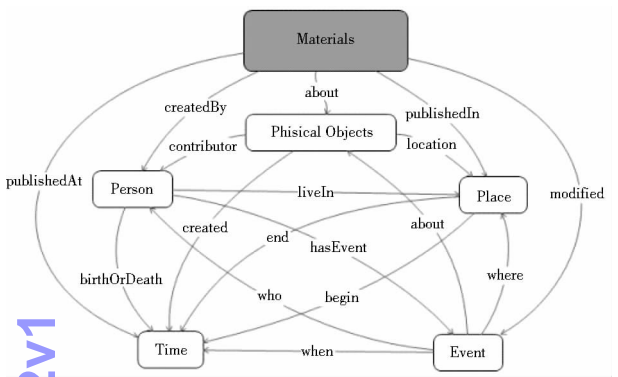 Materials
about
createdBy
publishedIn
Phisical Objects
contributor
location
publishedAt
Person
liveIn
Place
modified
created
end
hasEvent
about
birthOrDeath
who
begin
where
Time
when
Event
2v1